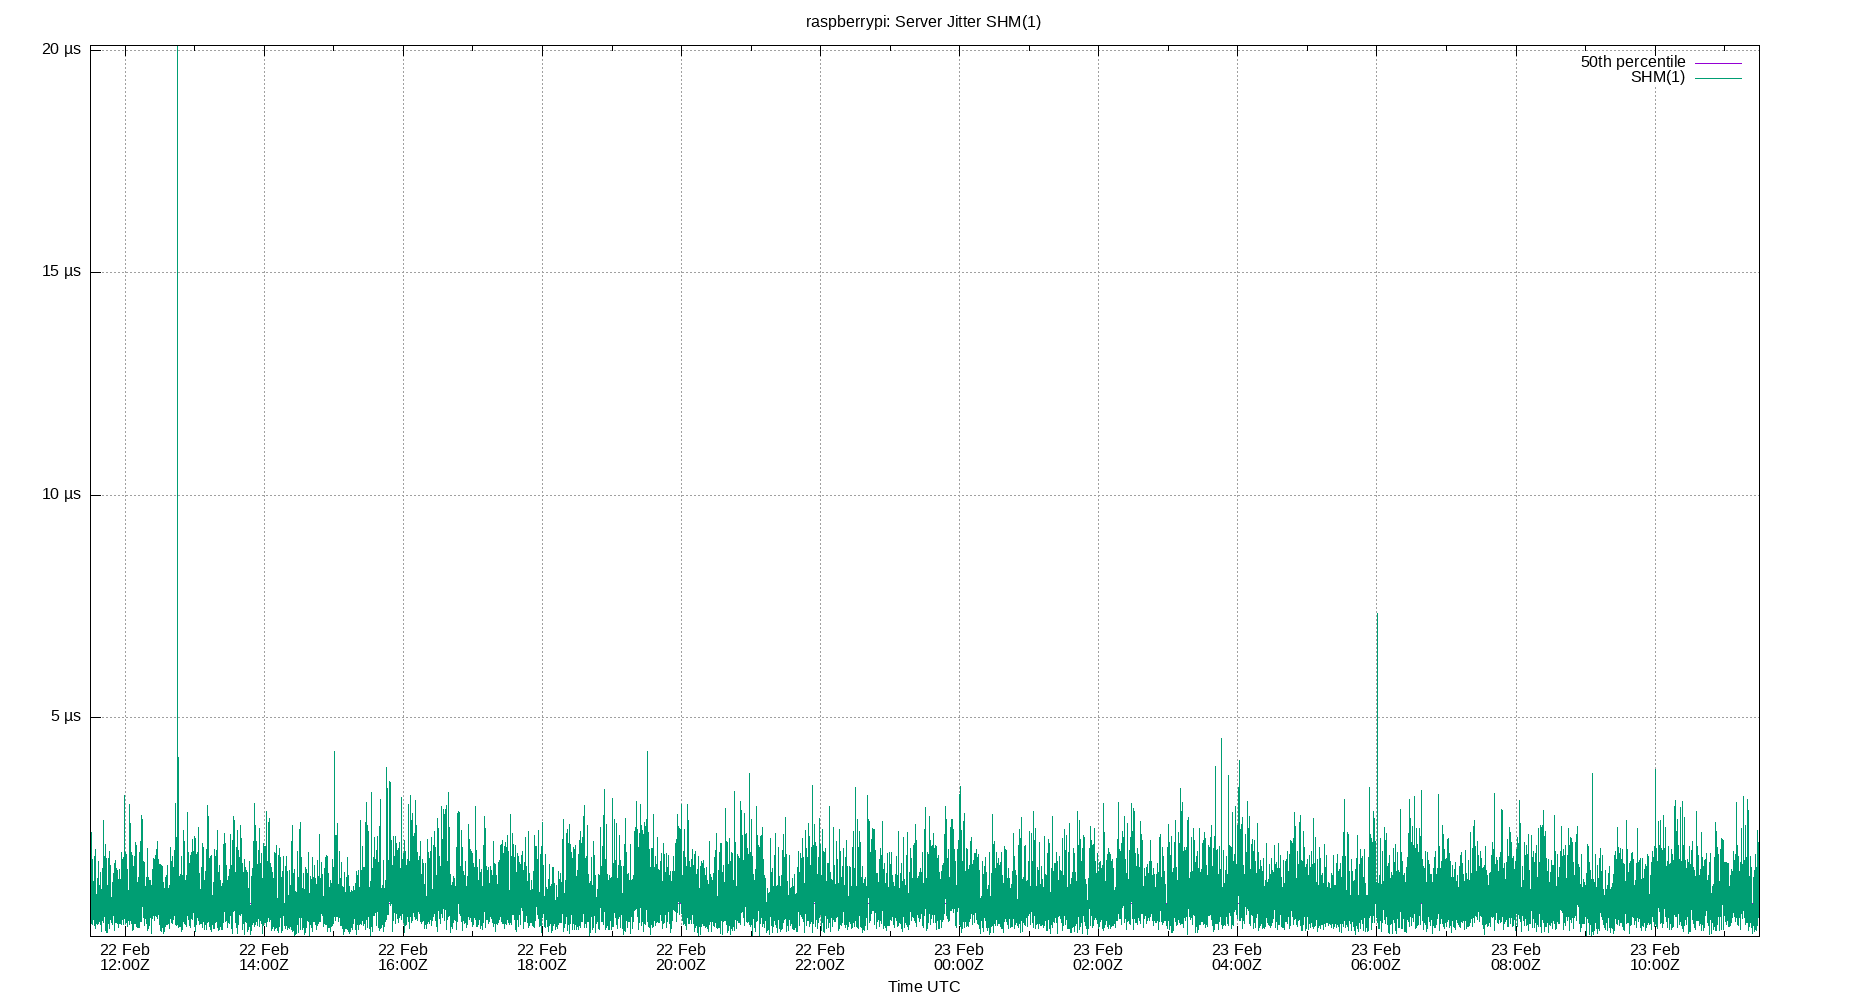 raspberrypi: Server Jitter SHM(1)
20 µs
50th percentile
SHM(1)
15 µs
10 µs
5 µs
22 Feb 22 Feb 22 Feb 22 Feb 22 Feb 22 Feb 23 Feb 23 Feb 23 Feb 23 Feb 23 Feb 23 Feb
12:00Z 14:00Z 16:00Z 18:00Z 20:00Z 22:00Z 00:00Z 02:00Z 04:00Z 06:00Z 08:00Z 10:00Z
Time UTC